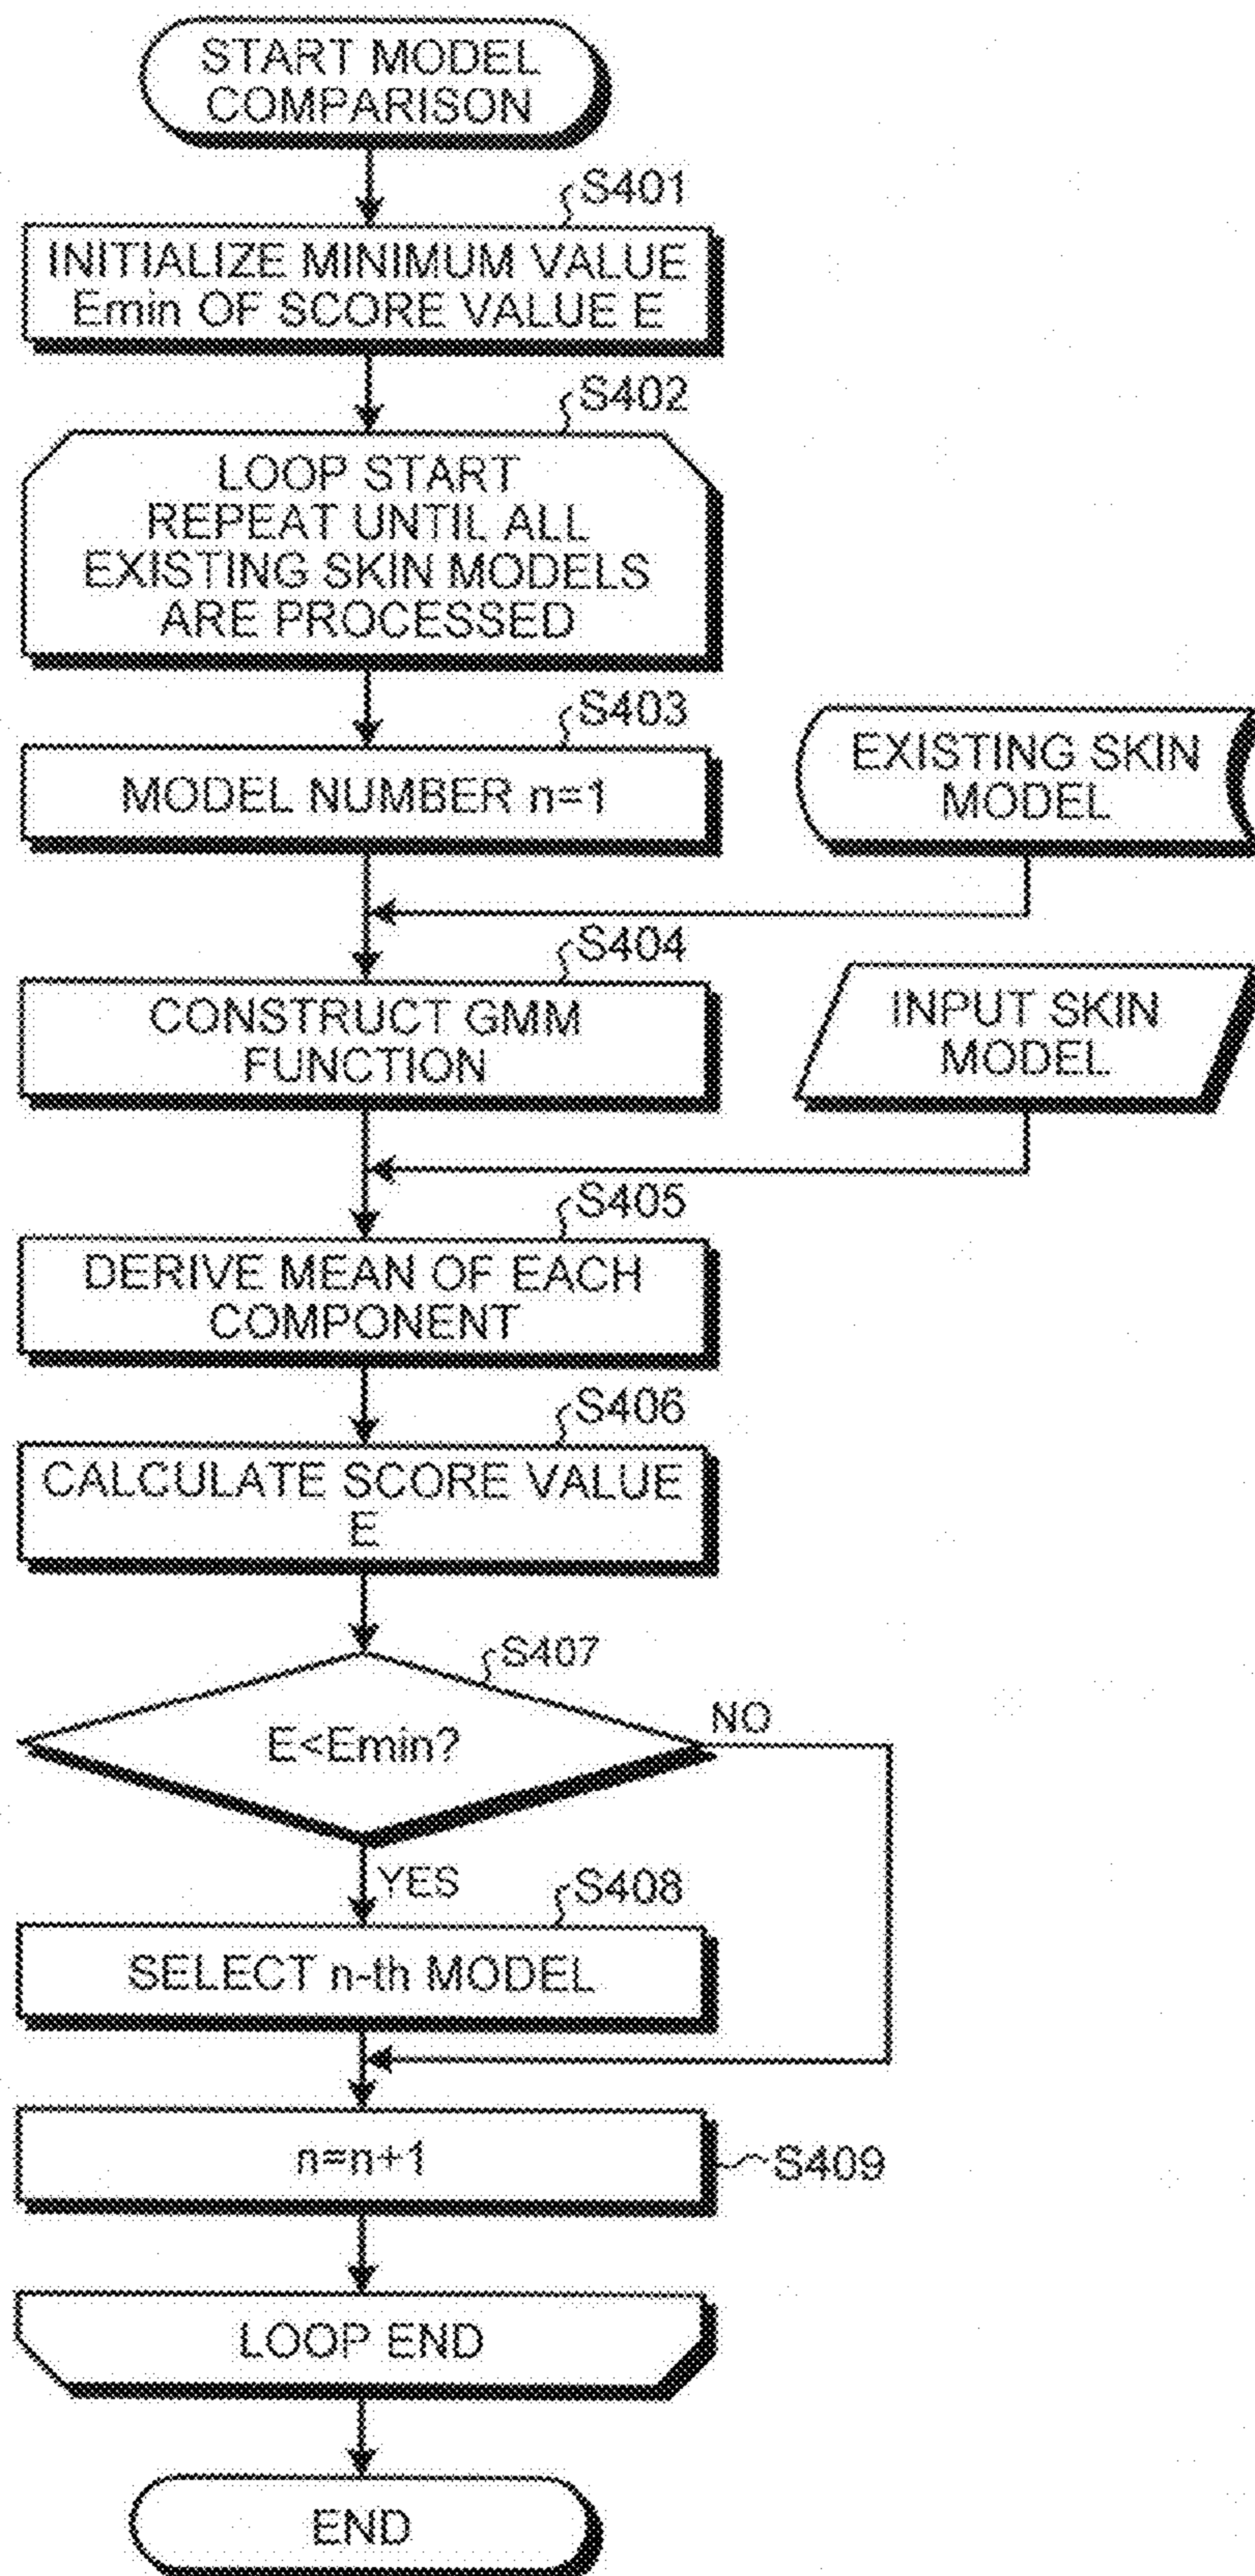 START MODEL
COMPARISON
S401
INITIALIZE MINIMUM VALUE
Emin OF SCORE VALUE E
S402
LOOP START
REPEAT UNTIL ALL
EXISTING SKIN MODELS
ARE PROCESSED
S403
MODEL NUMBER n=1
EXISTING SKIN
MODEL
S404
CONSTRUCT GMM
FUNCTION
INPUT SKIN
MODEL
S405
DERIVE MEAN OF EACH
COMPONENT
S406
CALCULATE SCORE VALUE
E
S407
E<Emin?
NO
YES
S408
SELECT n-th MODEL
n=n+1
S409
LOOP END
END